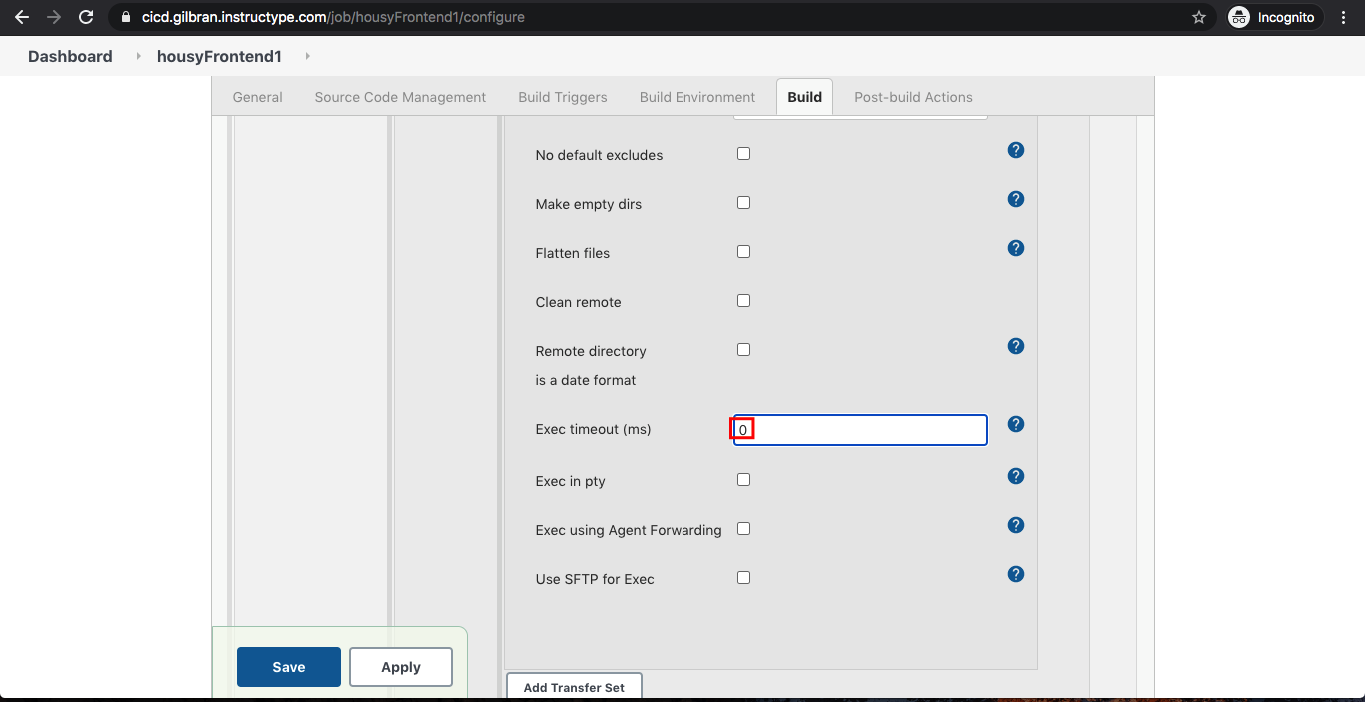 cicd.gilbran.instructype.com/job/housyFrontend1/configure
Incognito
Dashboard
housyFrontend1
General
Source Code Management
Build Triggers
Build Environment
Build
Post-build Actions
No default excludes
?
Make empty dirs
?
Flatten files
?
Clean remote
Remote directory
is a date format
?
Exec timeout (ms)
0
?
Exec in pty
?
Exec using Agent Forwarding
?
Use SFTP for Exec
?
Save
Apply
Add Transfer Set